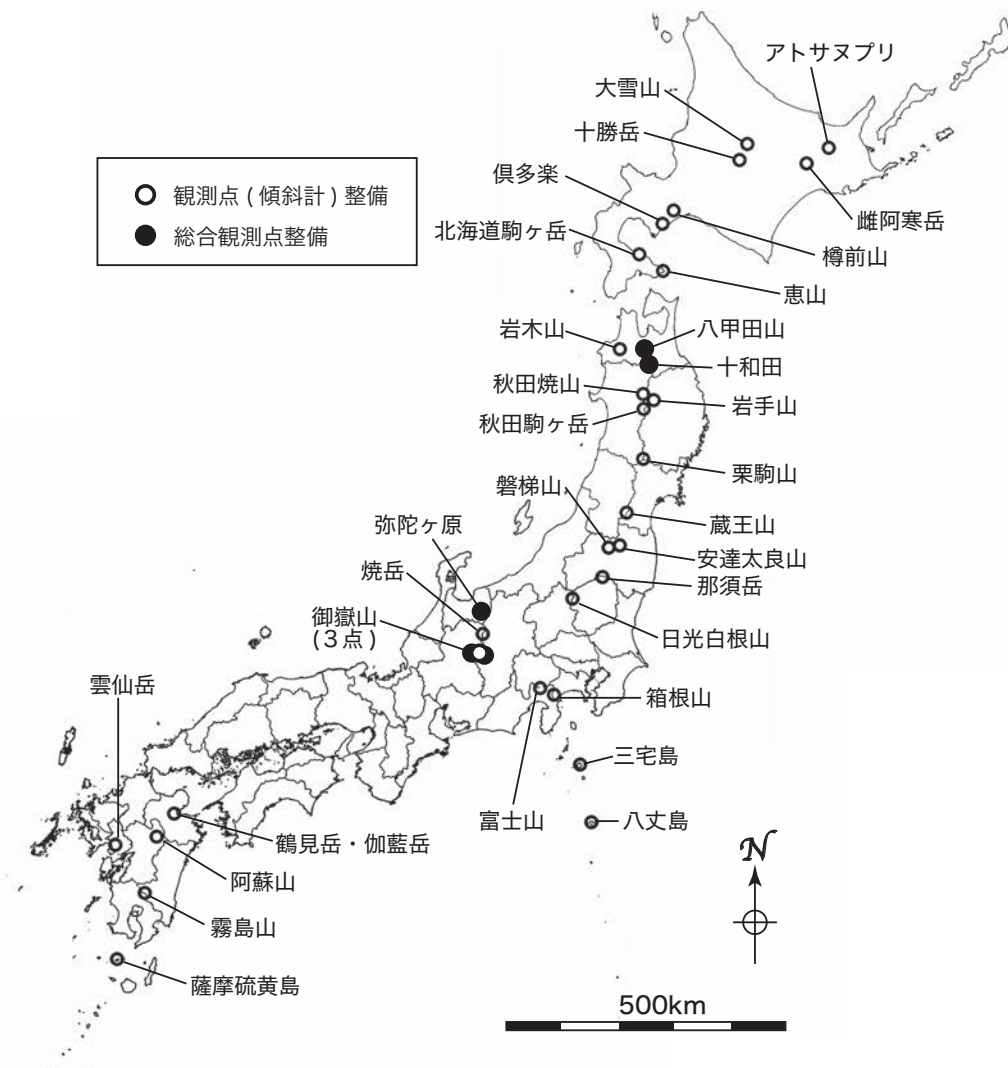 アトサヌプリ
大雪山
十勝岳
倶多楽
北海道駒ヶ岳
雌阿寒岳
樽前山
恵山
観測点(傾斜計)整備
総合観測点整備
岩木山
八甲田山
十和田
秋田焼山
岩手山
秋田駒ヶ岳
栗駒山
磐梯山
蔵王山
弥陀ヶ原
安達太良山
焼岳
那須岳
御嶽山
(3点)
日光白根山
雲仙岳
箱根山
三宅島
富士山
八丈島
鶴見岳・伽藍岳
阿蘇山
霧島山
薩摩硫黄島
N
500km